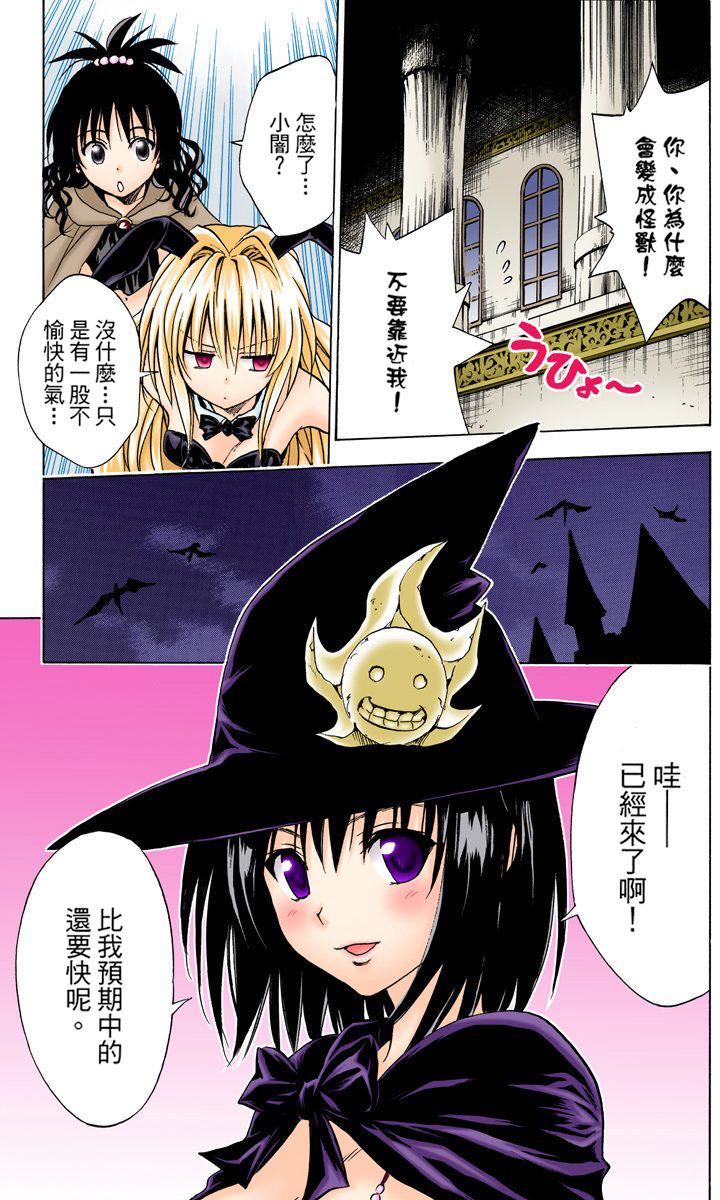 你、你為什麼
會變成怪獸！
不要靠近我！
うひょ〜
怎麼了…
小闇？
沒什麼…只
是有一股不
愉快的氣…
哇——
已經來了啊！
比我預期中的
還要快呢。